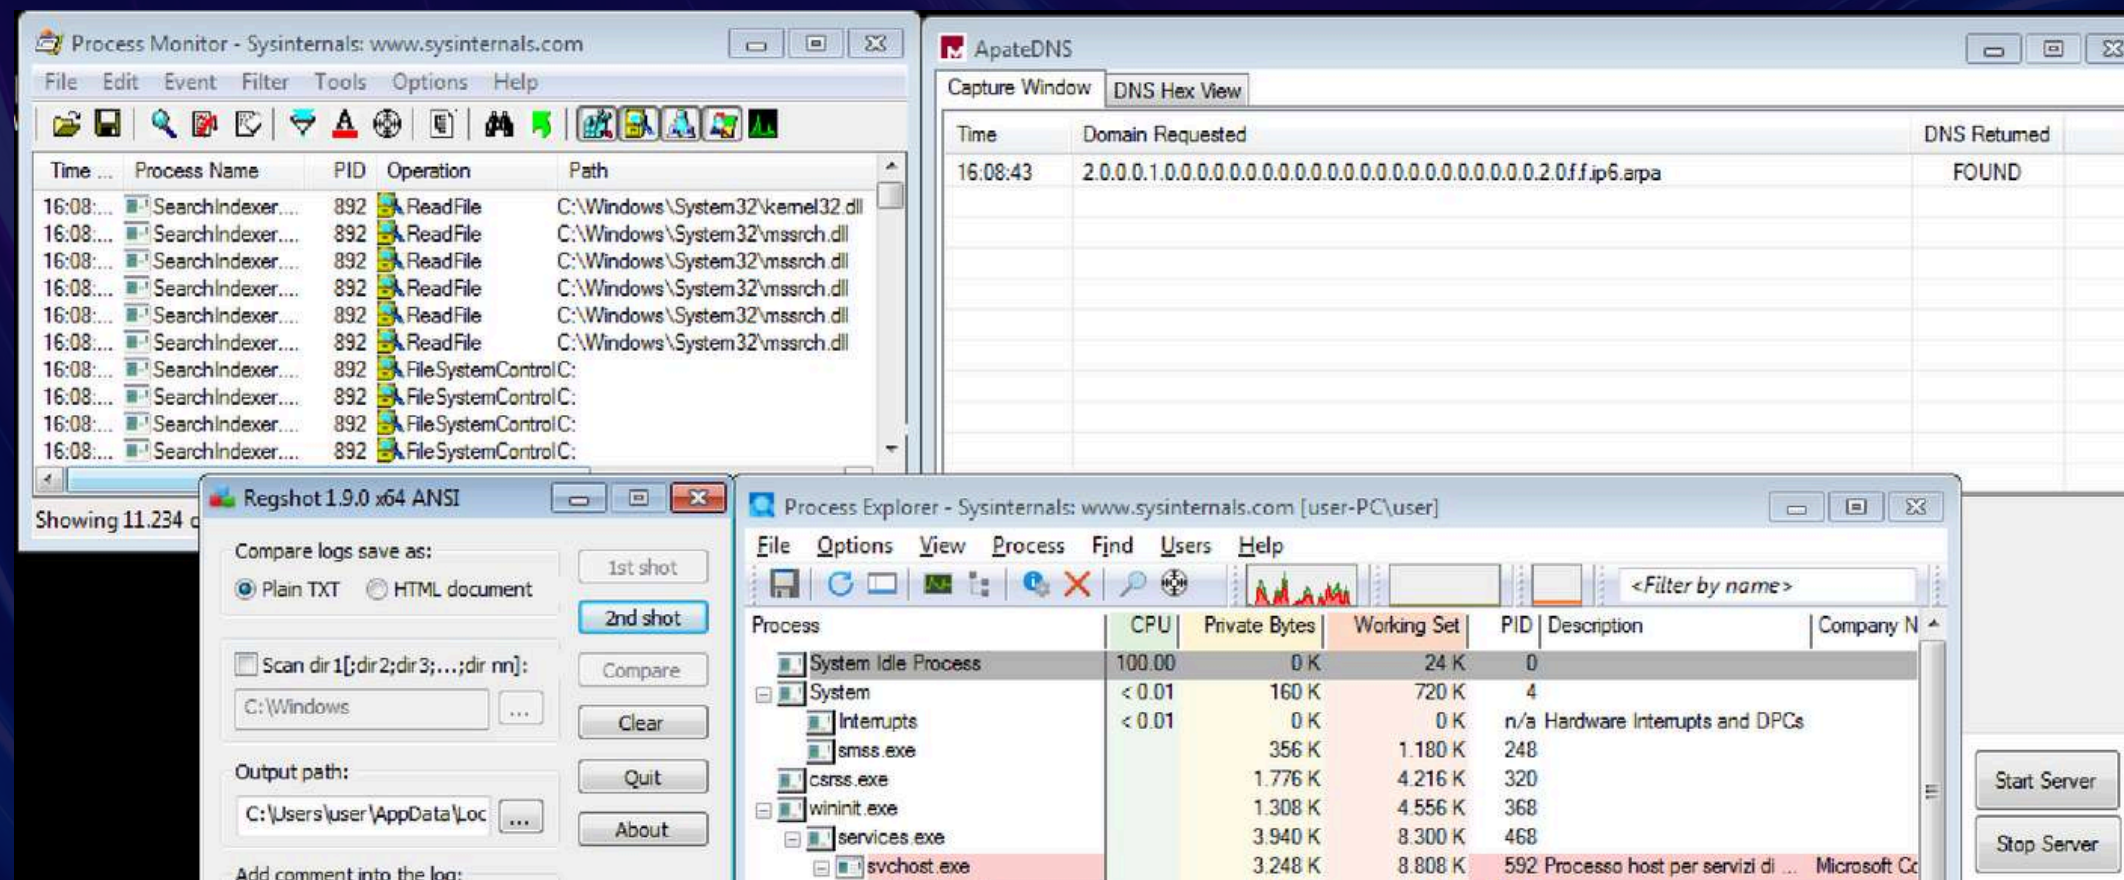 Process Monitor - Sysinternals: www.sysinternals.com
File Edit Event Filter Tools Options Help
Time ... Process Name PID Operation Path
16:08:... SearchIndexer.... 892 ReadFile C:\Windows\System32\kernel32.dll
16:08:... SearchIndexer.... 892 ReadFile C:\Windows\System32\mssrch.dll
16:08:... SearchIndexer.... 892 ReadFile C:\Windows\System32\mssrch.dll
16:08:... SearchIndexer.... 892 ReadFile C:\Windows\System32\mssrch.dll
16:08:... SearchIndexer.... 892 ReadFile C:\Windows\System32\mssrch.dll
16:08:... SearchIndexer.... 892 ReadFile C:\Windows\System32\mssrch.dll
16:08:... SearchIndexer.... 892 FileSystemControl C:
16:08:... SearchIndexer.... 892 FileSystemControl C:
16:08:... SearchIndexer.... 892 FileSystemControl C:
16:08:... SearchIndexer.... 892 FileSystemControl C:
Showing 11.234
ApateDNS
Capture Window DNS Hex View
Time Domain Requested DNS Returned
16:08:43 2.0.0.0.1.0.0.0.0.0.0.0.0.0.0.0.0.0.0.0.0.0.0.0.0.0.0.0.2.0.f.f.ip6.arpa FOUND
Regshot 1.9.0 x64 ANSI
Compare logs save as:
Plain TXT HTML document
1st shot
2nd shot
Scan dir1[;dir2;dir3;...;dir nn]:
Compare
C:\Windows ...
Clear
Output path:
Quit
C:\Users\user\AppData\Loc ...
About
Add comment into the log:
Process Explorer - Sysinternals: www.sysinternals.com [user-PC\user]
File Options View Process Find Users Help
<Filter by name>
Process CPU Private Bytes Working Set PID Description Company N
System Idle Process 100.00 0 K 24 K 0
System < 0.01 160 K 720 K 4
Interrupts < 0.01 0 K 0 K n/a Hardware Interrupts and DPCs
smss.exe 356 K 1.180 K 248
csrss.exe 1.776 K 4.216 K 320
wininit.exe 1.308 K 4.556 K 368
services.exe 3.940 K 8.300 K 468
svchost.exe 3.248 K 8.808 K 592 Processo host per servizi di ... Microsoft Co
Start Server
Stop Server